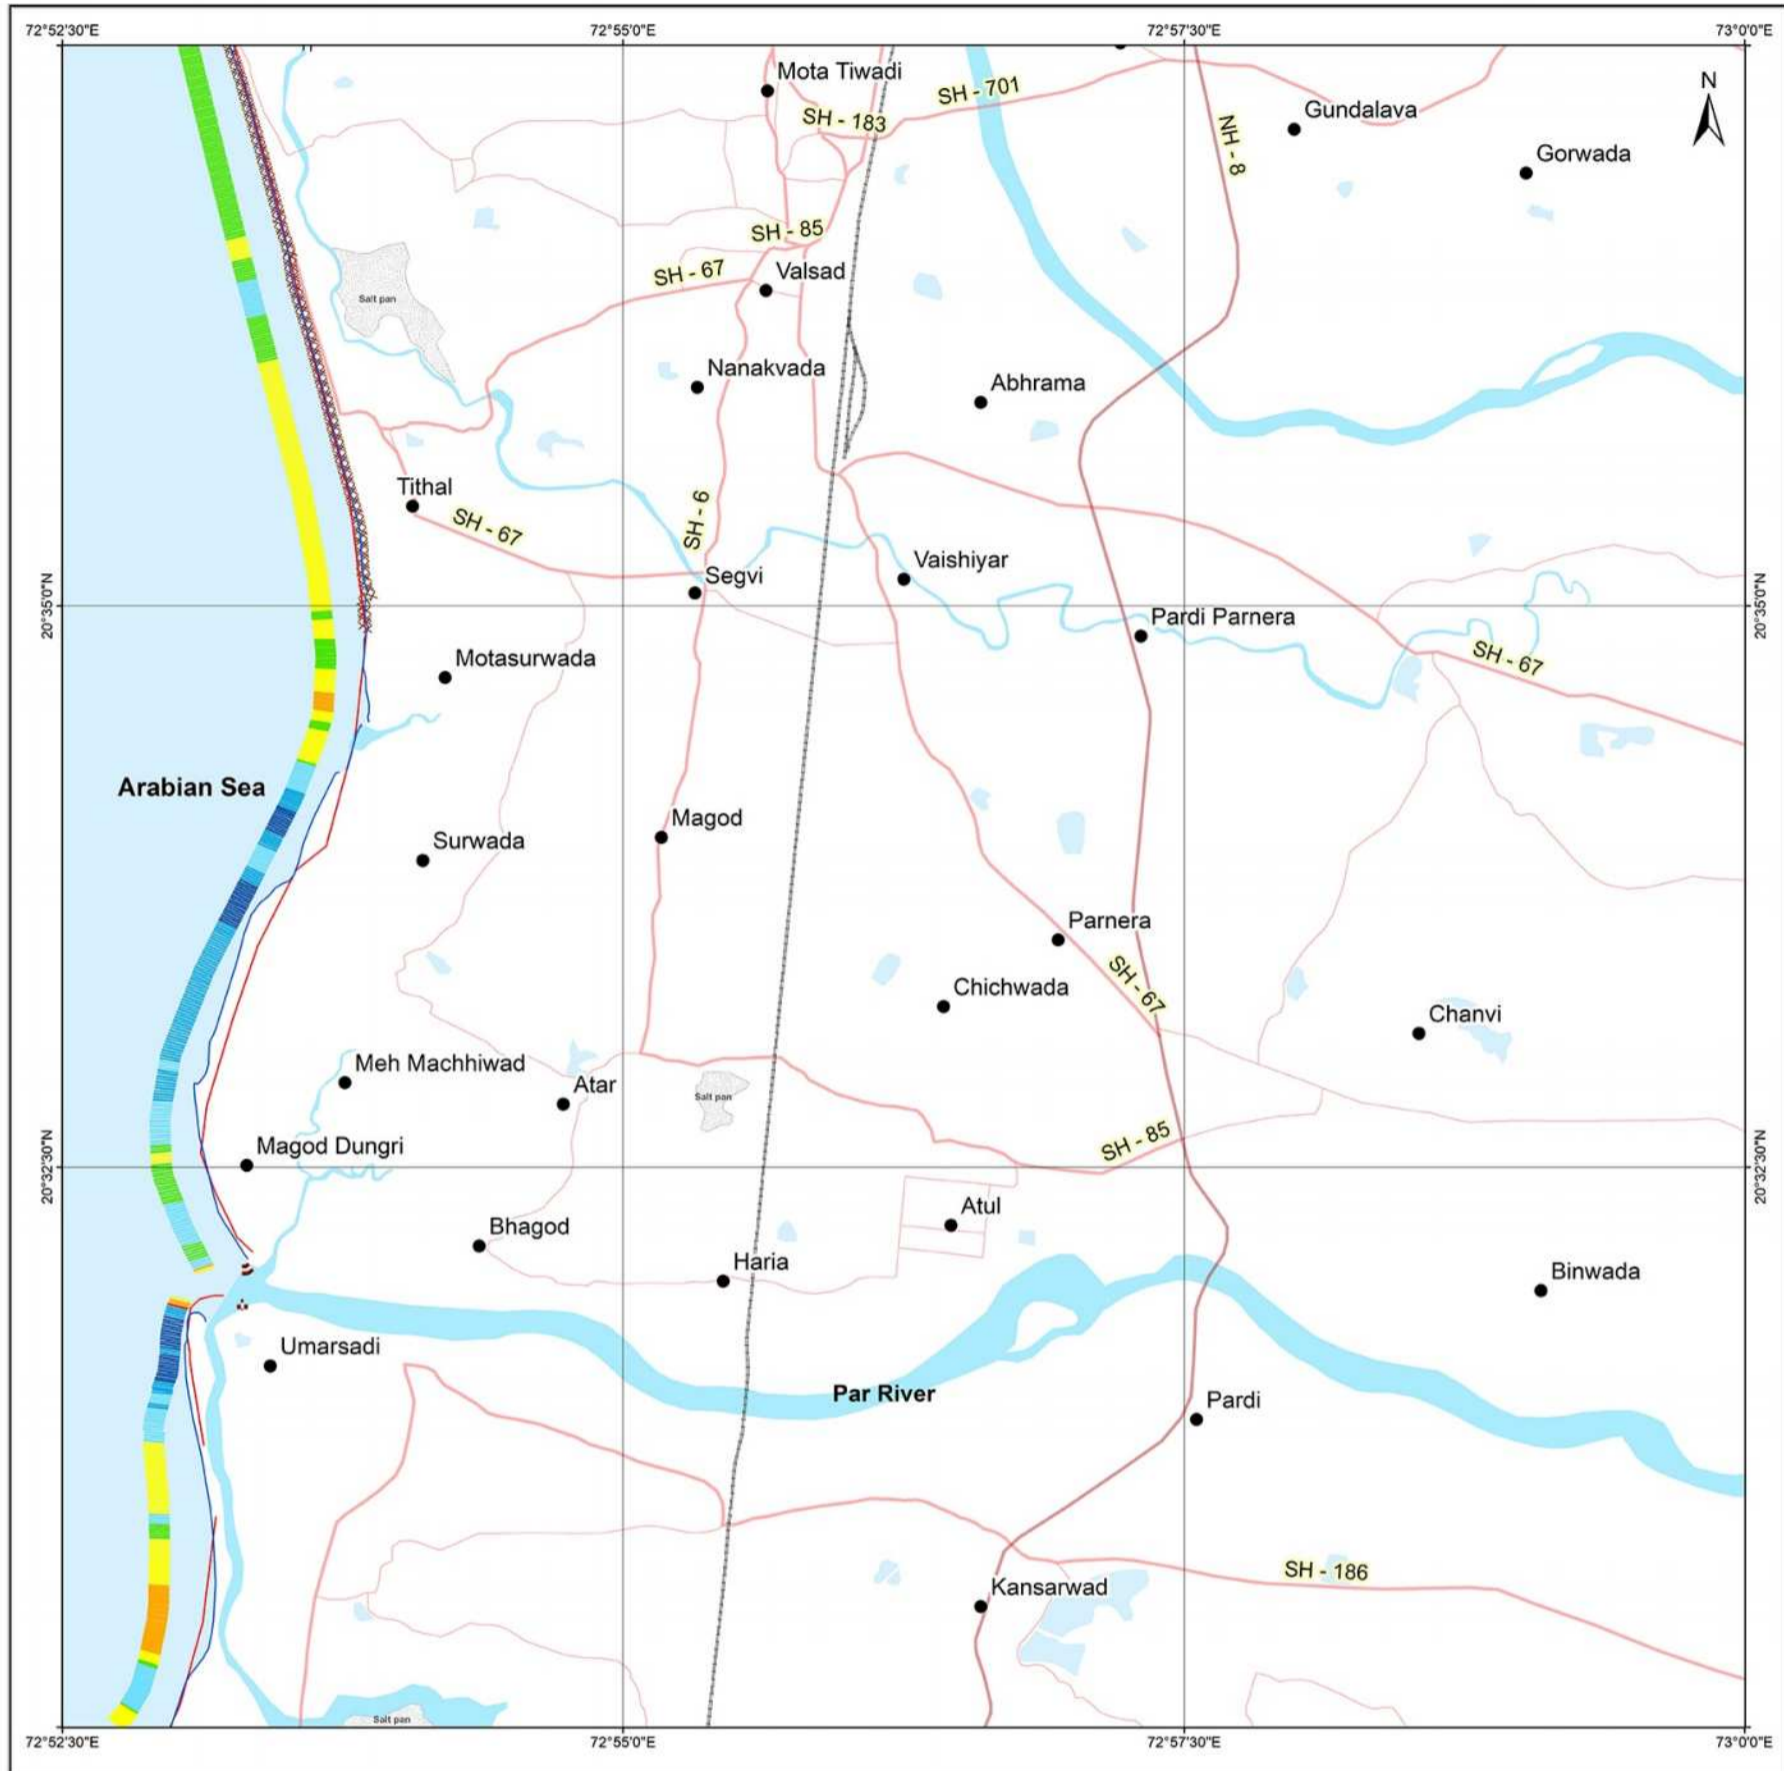 72°52'30"E
72°55'0"E
72°57'30"E
73°0'0"E
Mota Tiwadi
SH - 701
N
SH - 183
NH - 8
Gundalava
Gorwada
SH - 85
SH - 67
Valsad
Salt pan
Nanakvada
Abhrama
Tithal
SH - 67
SH - 6
Vaishiyar
Segvi
20°35'0"N
20°35'0"N
Pardi Parnera
SH - 67
Motasurwada
Arabian Sea
Magod
Surwada
Parnera
SH - 67
Chichwada
Chanvi
Meh Machhiwad
Atar
Salt pan
SH - 85
Magod Dungri
20°32'30"N
20°32'30"N
Atul
Bhagod
Haria
Binwada
Umarsadi
Par River
Pardi
SH - 186
Kansarwad
Salt pan
72°52'30"E
72°55'0"E
72°57'30"E
73°0'0"E